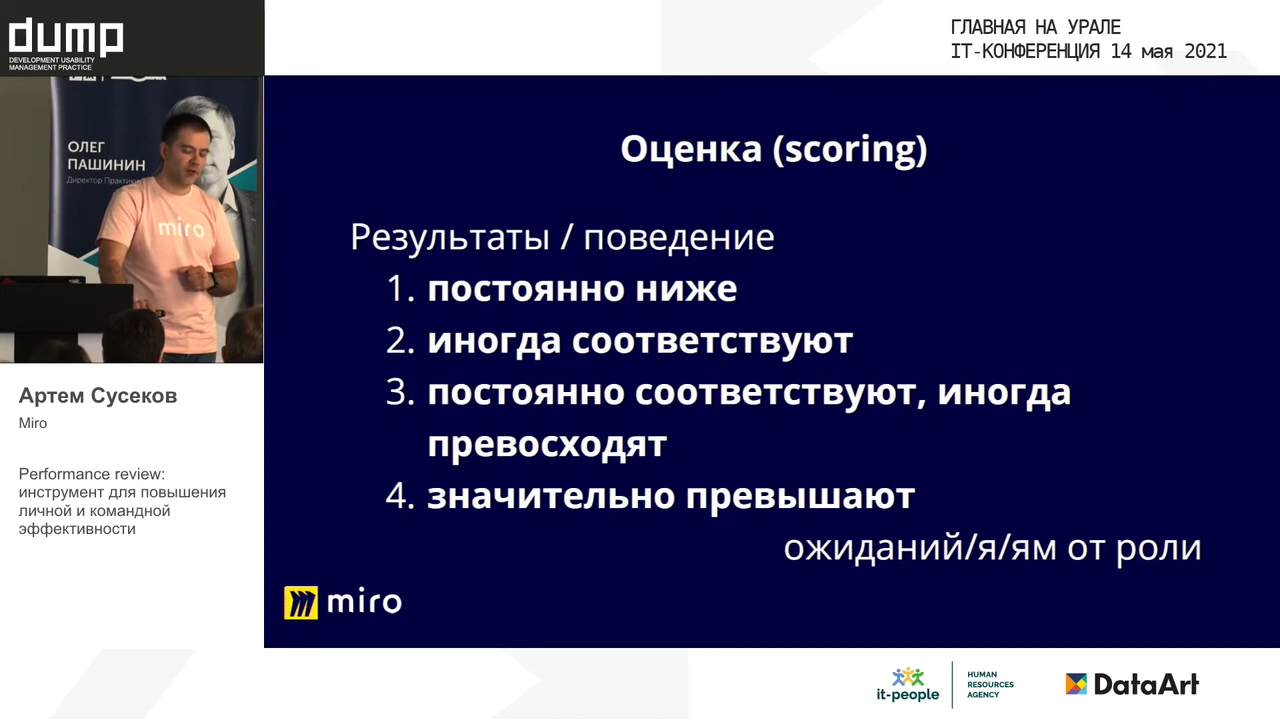 dump
DEVELOPMENT USABILITY
MANAGEMENT PRACTICE
ГЛАВНАЯ НА УРАЛЕ
IT-КОНФЕРЕНЦИЯ 14 мая 2021
ОЛЕГ
ПАШИНИН
Директор Практик
miro
Артем Сусеков
Miro
Performance review:
инструмент для повышения
личной и командной
эффективности
Оценка (scoring)
Результаты / поведение
1. постоянно ниже
2. иногда соответствуют
3. постоянно соответствуют, иногда
превосходят
4. значительно превышают
ожиданий/я/ям от роли
miro
it-people
HUMAN
RESOURCES
AGENCY
DataArt